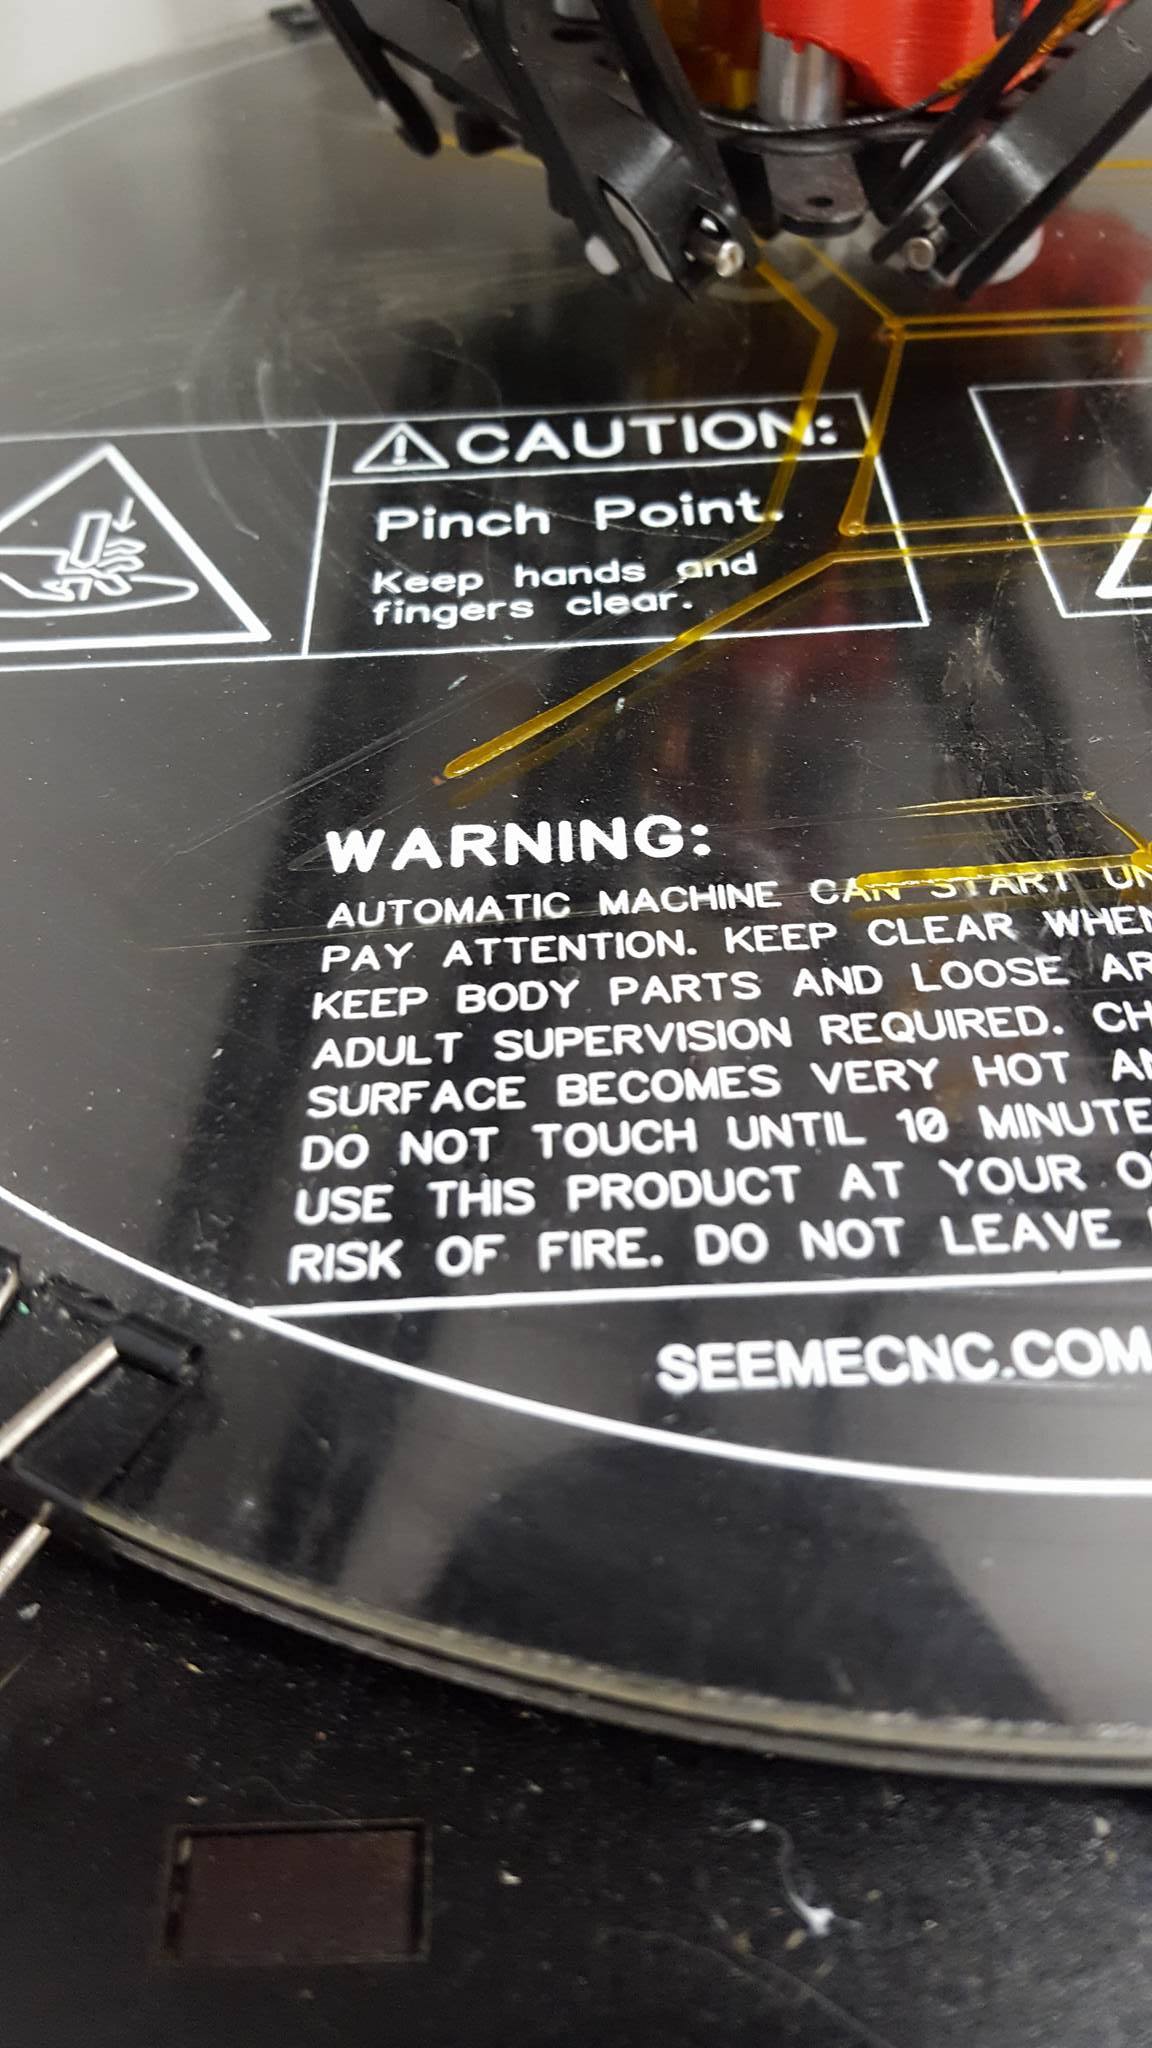 CAUTION:
Pinch Point.
Keep hands and
fingers clear.
WARNING:
AUTOMATIC MACHINE CAN START
PAY ATTENTION. KEEP CLEAR WHEN
KEEP BODY PARTS AND LOOSE
ADULT SUPERVISION REQUIRED.
SURFACE BECOMES VERY HOT
DO NOT TOUCH UNTIL 10 MINUTE
USE THIS PRODUCT AT YOUR
RISK OF FIRE. DO NOT LEAVE
SEEMECNC.COM